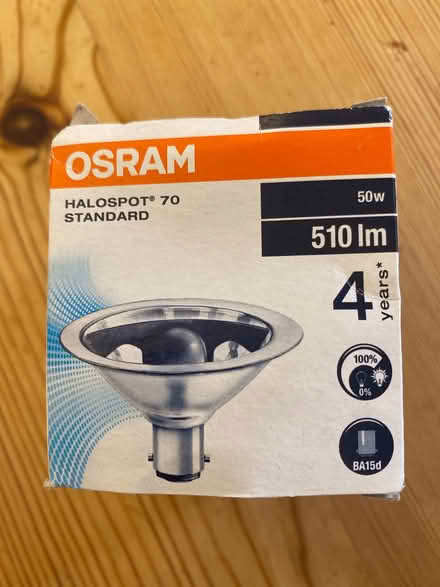 OSRAM
HALOSPOT® 70
STANDARD
50w
510 lm
4
years*
100%
0%
BA15d